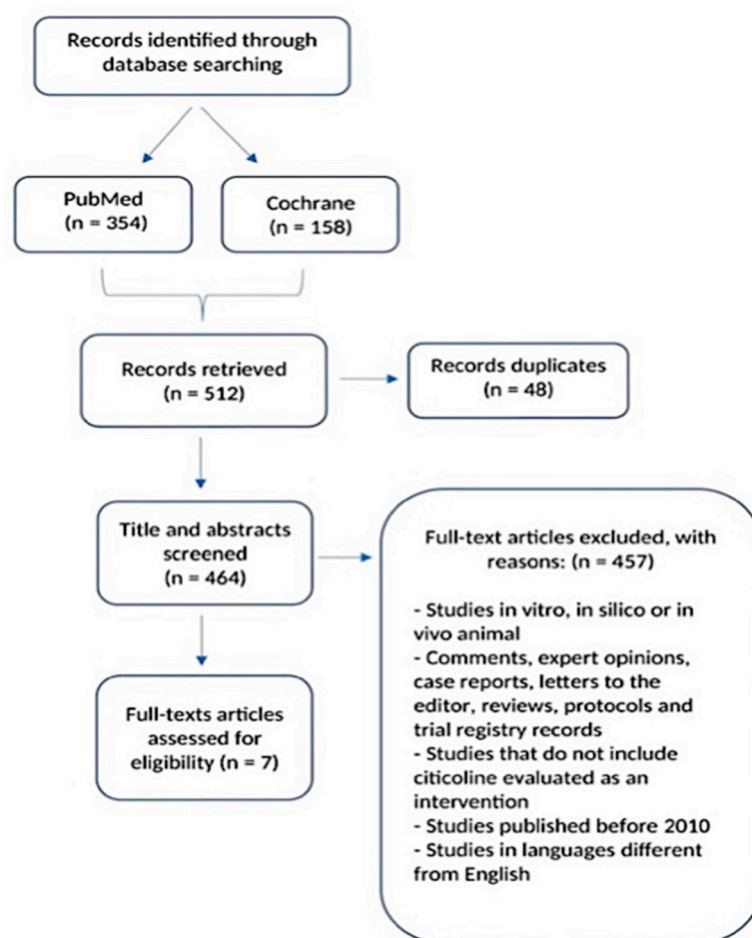 Records identified through
database searching
PubMed
(n = 354)
Cochrane
(n = 158)
Records retrieved
(n = 512)
Records duplicates
(n = 48)
Title and abstracts
screened
(n = 464)
Full-text articles excluded, with
reasons: (n = 457)
- Studies in vitro, in silico or in
vivo animal
- Comments, expert opinions,
case reports, letters to the
editor, reviews, protocols and
trial registry records
- Studies that do not include
citicoline evaluated as an
intervention
- Studies published before 2010
- Studies in languages different
from English
Full-texts articles
assessed for
eligibility (n = 7)